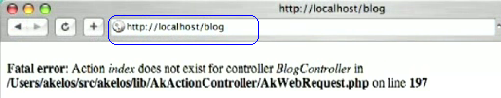 http://localhost/blog
http://localhost/blog
Fatal error: Action index does not exist for controller BlogController in
/Users/akelos/src/akelos/lib/AkActionController/AkWebRequest.php on line 197